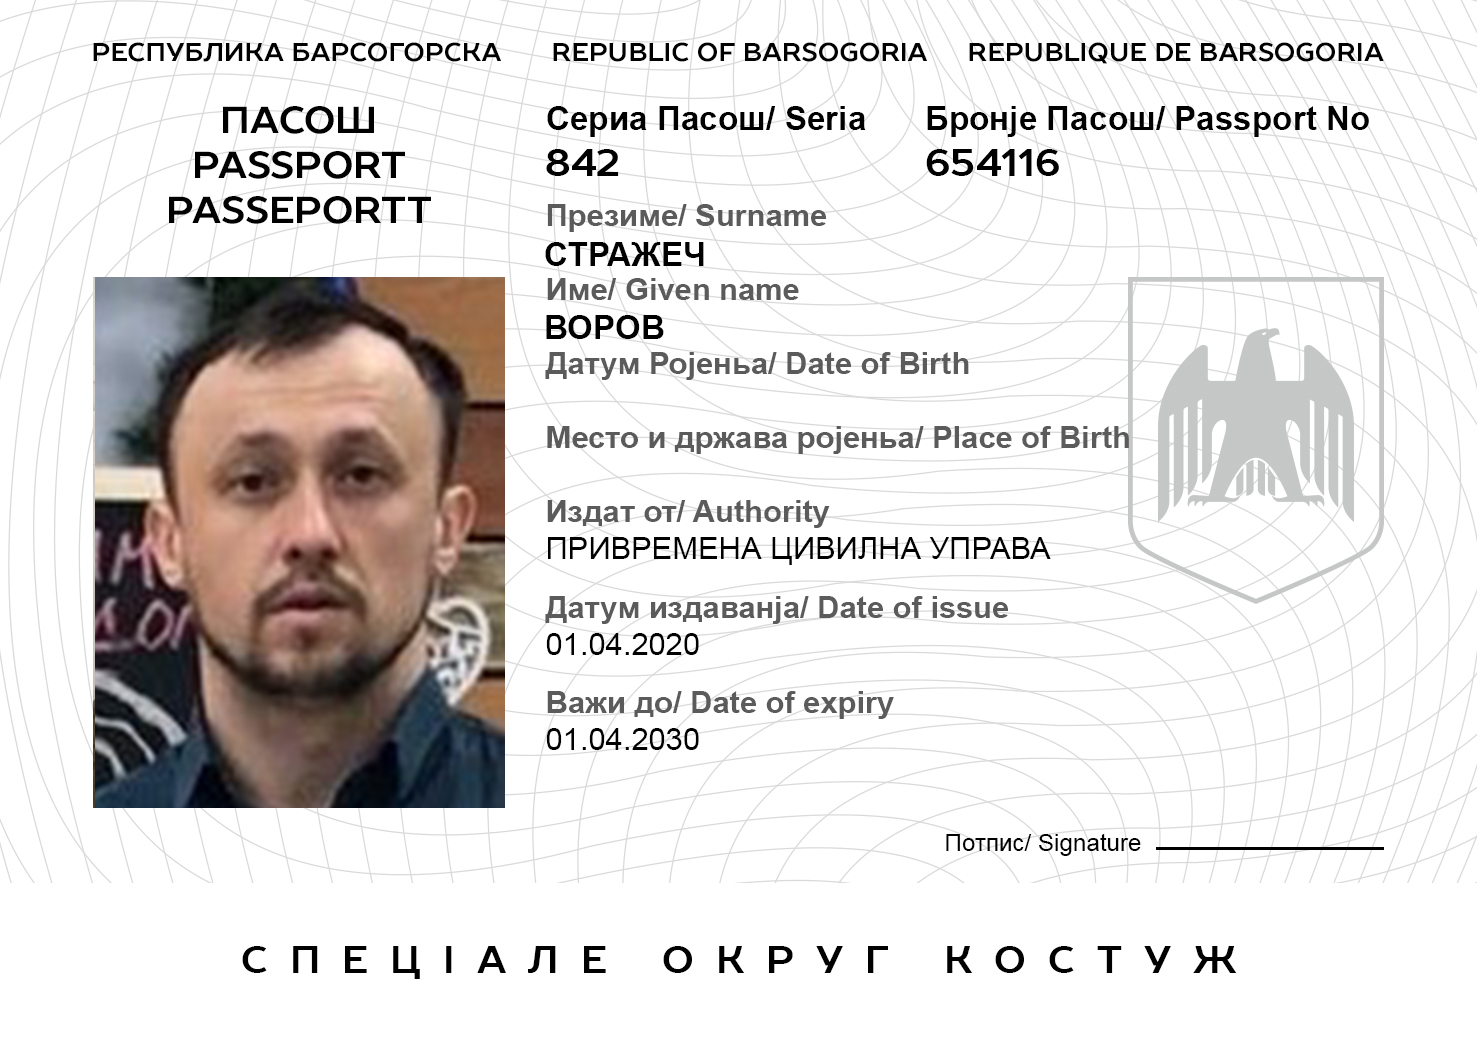 РЕСПУБЛИКА БАРСОГОРСКА REPUBLIC OF BARSOGORIA REPUBLIQUE DE BARSOGORIA
ПАСОШ
PASSPORT
PASSEPORTT
Сериа Пасош/ Seria Бронје Пасош/ Passport No
842 654116
Презиме/ Surname
СТРАЖЕЧ
Име/ Given name
ВОРОВ
ДатумРојења/ Date of Birth
Место и држава ројења/ Place of Birth
Издат от/ Authority
ПРИВРЕМЕНА ЦИВИЛНА УПРАВА
Датум издаванја/ Date of issue
01.04.2020
Важи до/ Date of expiry
01.04.2030
Потпис/ Signature
СПЕЦІАЛЕ ОКРУГ КОСТУЖ